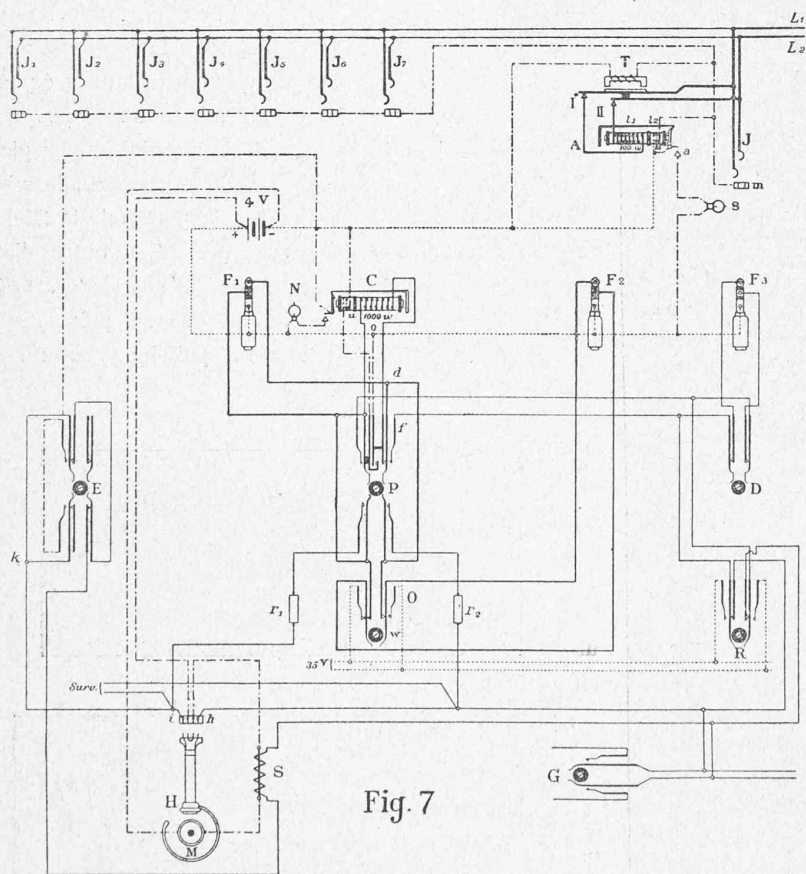 L₁
L₂
J₁ J₂ J₃ J₄ J₅ J₆ J₇
T
I
II
l₁ l₂
J
A
100 ω
a
m
s
4 V
+ −
F₁
N
C
F₂
F₃
u
1000 ω
o
d
f
E
P
D
k
r₁
O
r₂
w
R
35 V
Surv.
i h
S
G
H
Fig. 7
M